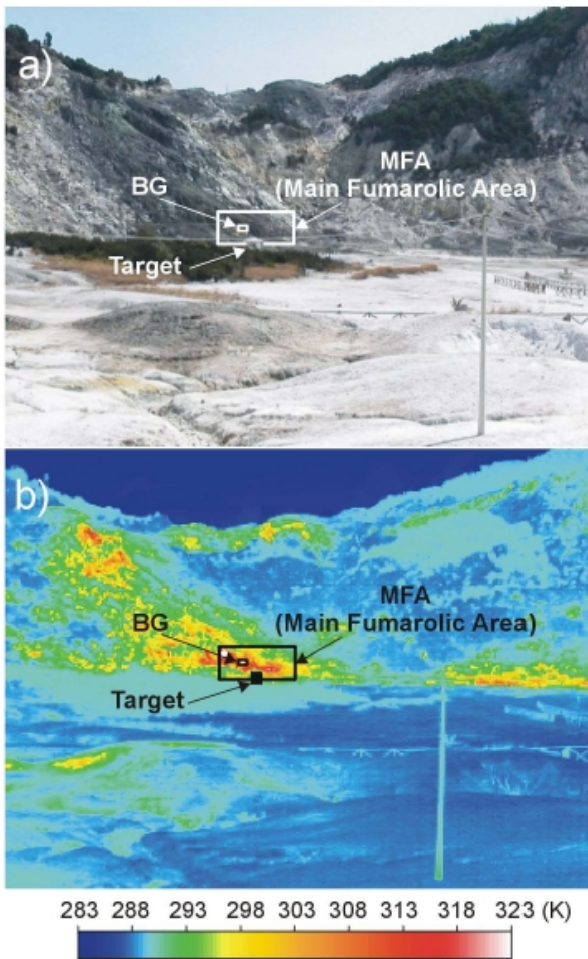 a)
MFA
(Main Fumarolic Area)
BG
Target
b)
MFA
(Main Fumarolic Area)
BG
Target
283 288 293 298 303 308 313 318 323 (K)